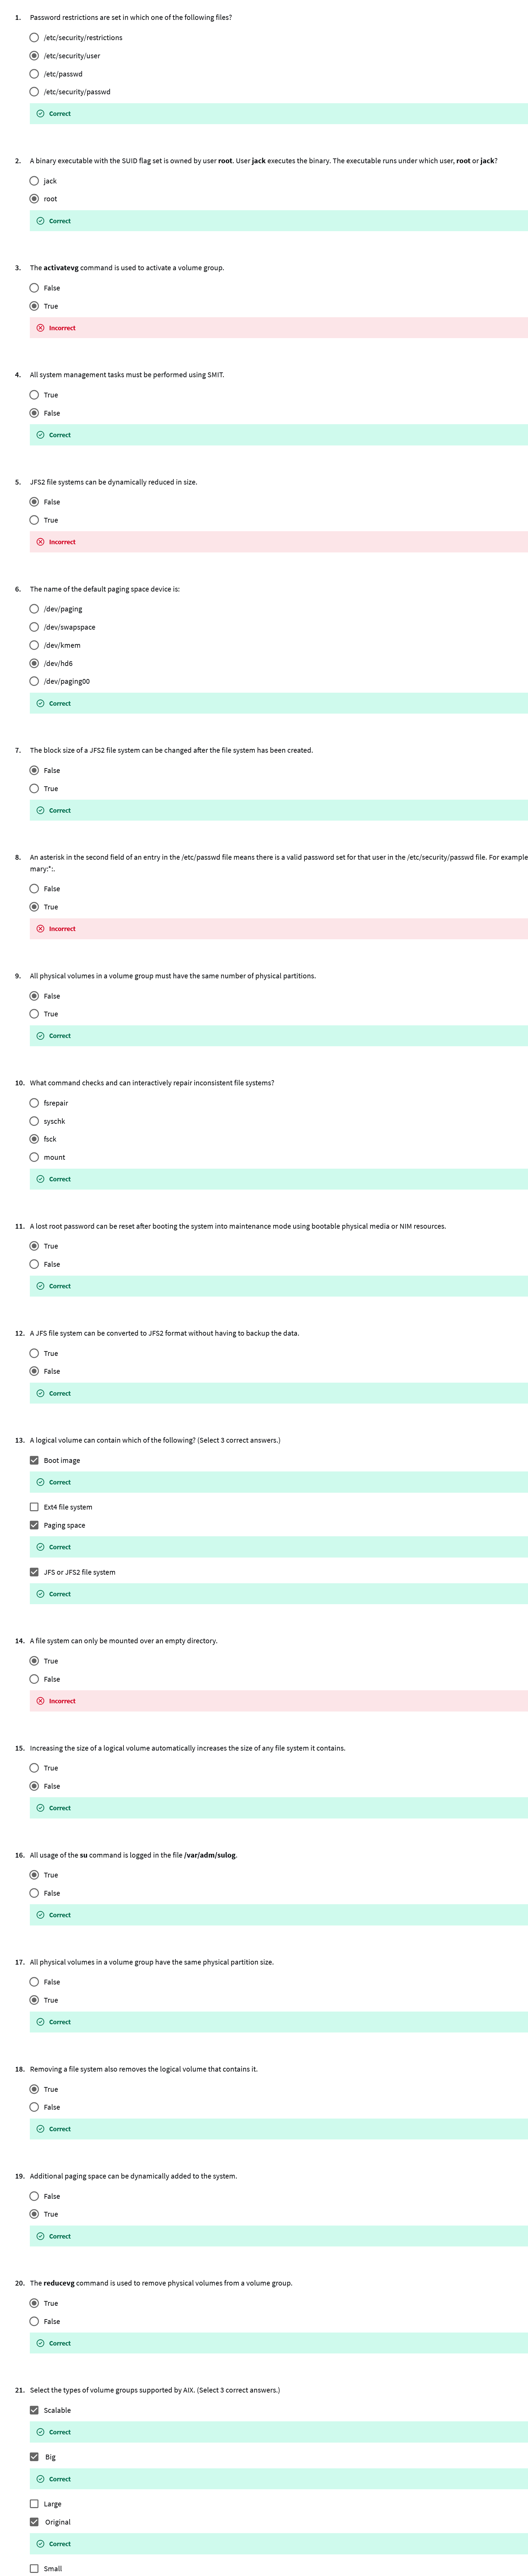 1. Password restrictions are set in which one of the following files?
/etc/security/restrictions
/etc/security/user
/etc/passwd
/etc/security/passwd
Correct
2. A binary executable with the SUID flag set is owned by user root. User jack executes the binary. The executable runs under which user, root or jack?
jack
root
Correct
3. The activatevg command is used to activate a volume group.
False
True
Incorrect
4. All system management tasks must be performed using SMIT.
True
False
Correct
5. JFS2 file systems can be dynamically reduced in size.
False
True
Incorrect
6. The name of the default paging space device is:
/dev/paging
/dev/swapspace
/dev/kmem
/dev/hd6
/dev/paging00
Correct
7. The block size of a JFS2 file system can be changed after the file system has been created.
False
True
Correct
8. An asterisk in the second field of an entry in the /etc/passwd file means there is a valid password set for that user in the /etc/security/passwd file. For example
mary:*:.
False
True
Incorrect
9. All physical volumes in a volume group must have the same number of physical partitions.
False
True
Correct
10. What command checks and can interactively repair inconsistent file systems?
fsrepair
syschk
fsck
mount
Correct
11. A lost root password can be reset after booting the system into maintenance mode using bootable physical media or NIM resources.
True
False
Correct
12. A JFS file system can be converted to JFS2 format without having to backup the data.
True
False
Correct
13. A logical volume can contain which of the following? (Select 3 correct answers.)
Boot image
Correct
Ext4 file system
Paging space
Correct
JFS or JFS2 file system
Correct
14. A file system can only be mounted over an empty directory.
True
False
Incorrect
15. Increasing the size of a logical volume automatically increases the size of any file system it contains.
True
False
Correct
16. All usage of the su command is logged in the file /var/adm/sulog.
True
False
Correct
17. All physical volumes in a volume group have the same physical partition size.
False
True
Correct
18. Removing a file system also removes the logical volume that contains it.
True
False
Correct
19. Additional paging space can be dynamically added to the system.
False
True
Correct
20. The reducevg command is used to remove physical volumes from a volume group.
True
False
Correct
21. Select the types of volume groups supported by AIX. (Select 3 correct answers.)
Scalable
Correct
Big
Correct
Large
Original
Correct
Small